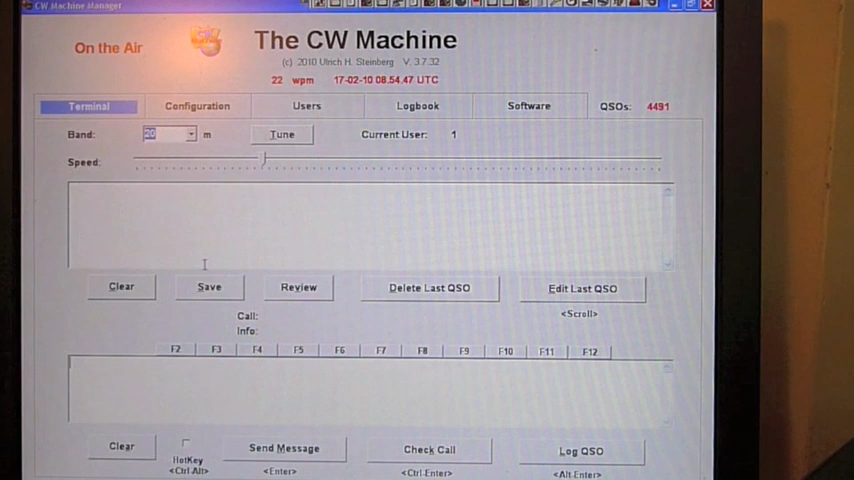 CW Machine Manager
On the Air
The CW Machine
(c) 2010 Ulrich H. Steinberg V. 3.7.32
22 wpm 17-02-10 08.54.47 UTC
Terminal Configuration Users Logbook Software QSOs: 4491
Band: 20 m Tune Current User: 1
Speed:
Clear Save Review Delete Last QSO Edit Last QSO
<Scroll>
Call:
Info:
F2 F3 F4 F5 F6 F7 F8 F9 F10 F11 F12
Clear HotKey Send Message Check Call Log QSO
<Ctrl-Alt> <Enter> <Ctrl-Enter> <Alt-Enter>